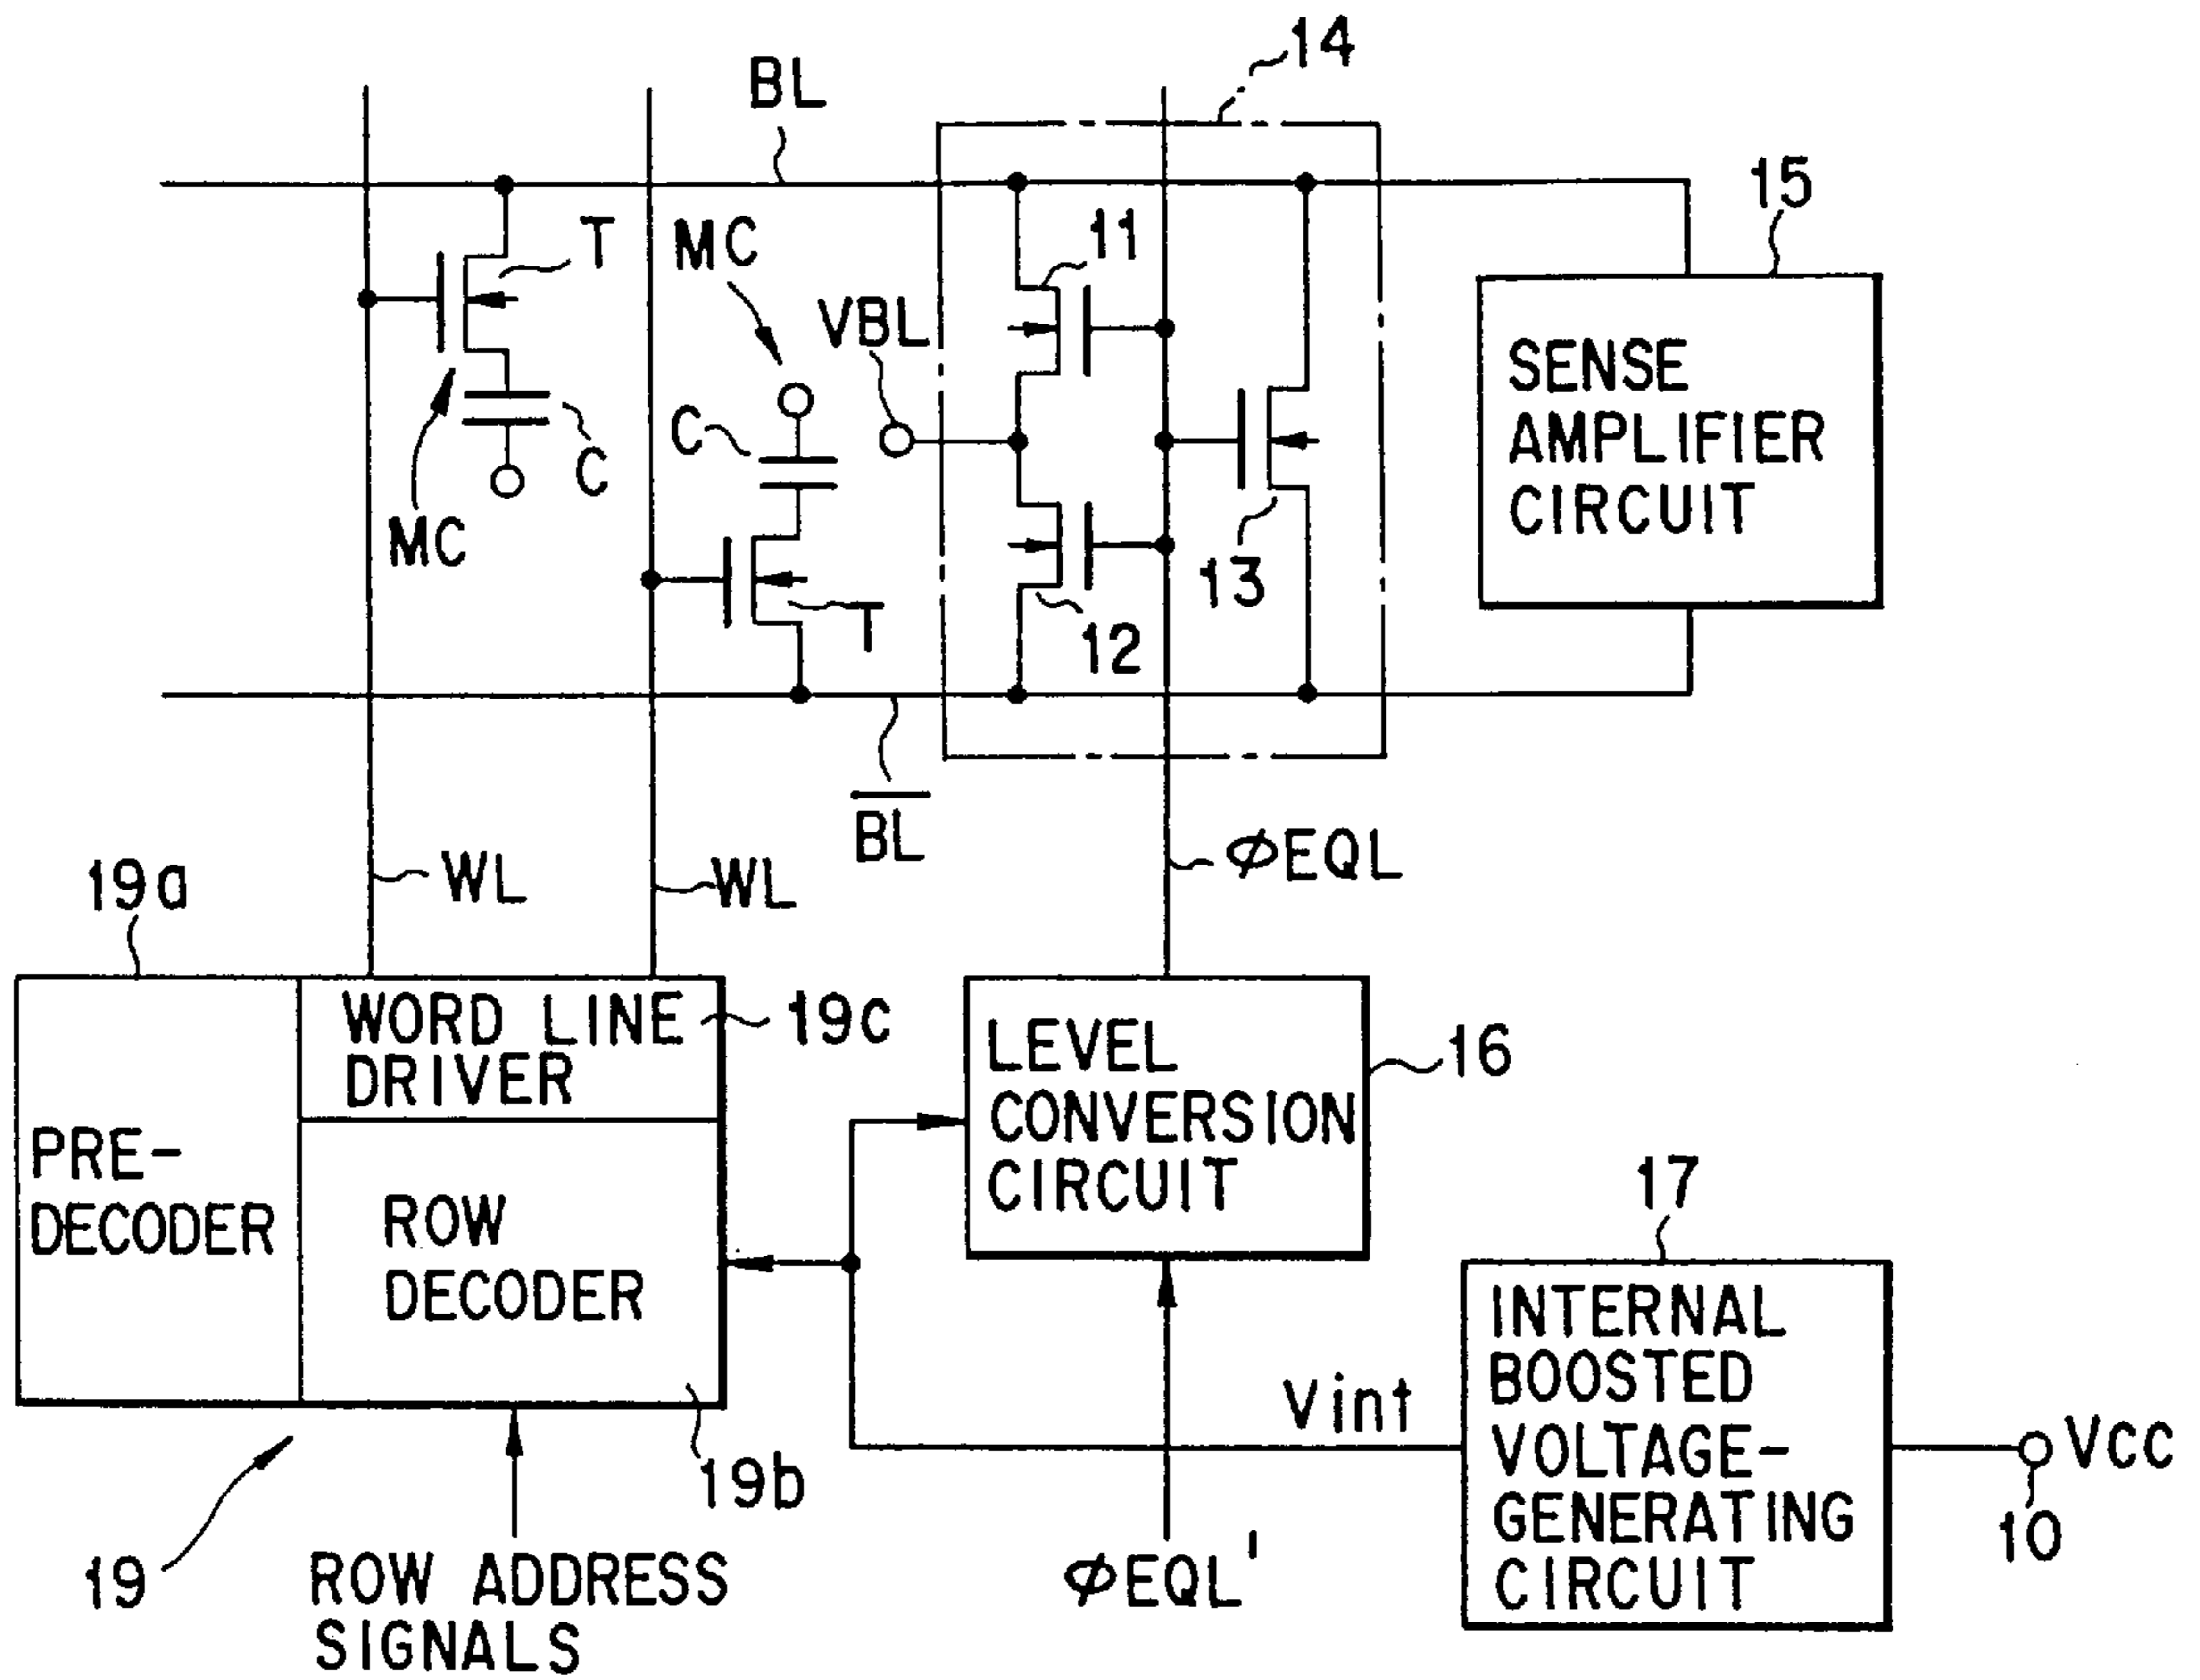 14
BL
15
T
MC
11
VBL
C
C
MC
SENSE
AMPLIFIER
CIRCUIT
13
T
12
B̅L̅
φEQL
19a
WL
WL
WORD LINE
DRIVER
19c
LEVEL
CONVERSION
CIRCUIT
16
PRE-
DECODER
ROW
DECODER
17
INTERNAL
BOOSTED
VOLTAGE-
GENERATING
CIRCUIT
Vint
VCC
10
19b
19
ROW ADDRESS
SIGNALS
φEQL'